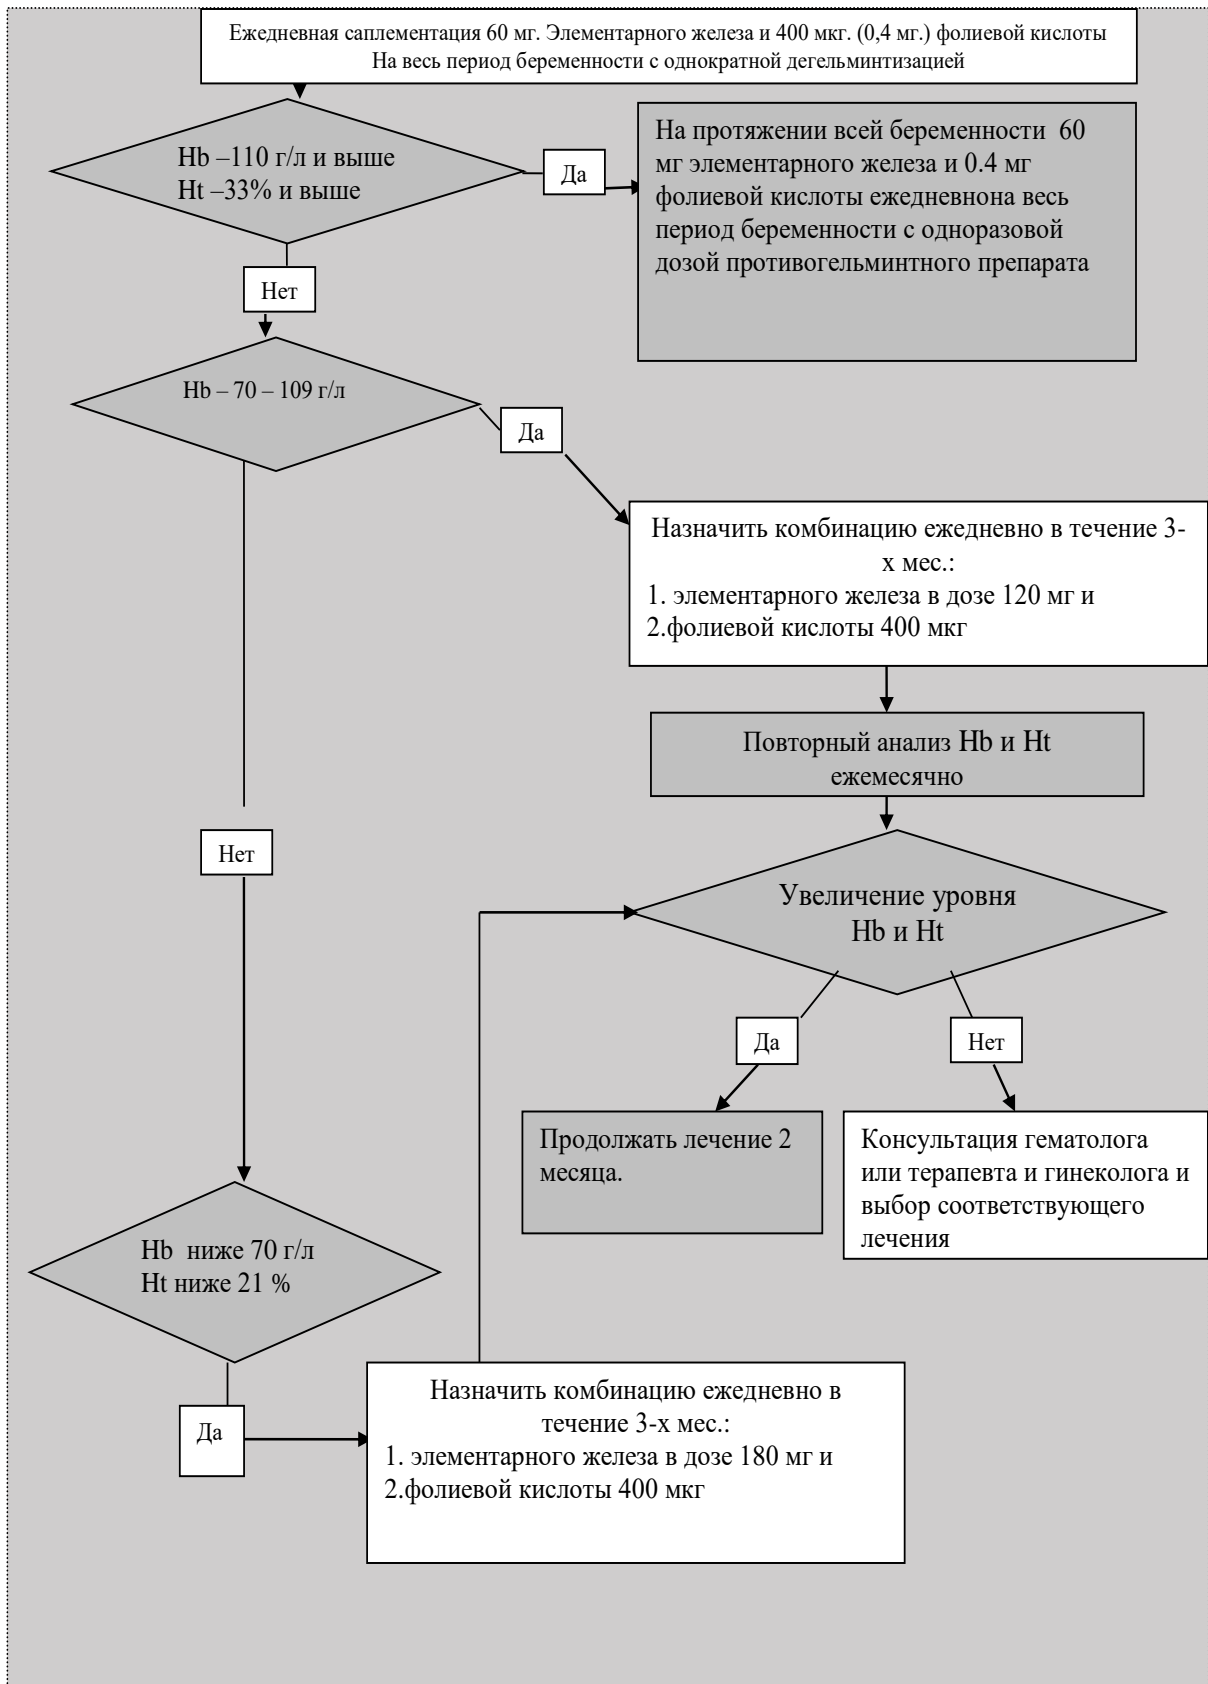 Ежедневная саплементация 60 мг. Элементарного железа и 400 мкг. (0,4 мг.) фолиевой кислоты
На весь период беременности с однократной дегельминтизацией
Hb –110 г/л и выше
Ht –33% и выше
Да
На протяжении всей беременности 60
мг элементарного железа и 0.4 мг
фолиевой кислоты ежедневнона весь
период беременности с одноразовой
дозой противогельминтного препарата
Нет
Hb – 70 – 109 г/л
Да
Назначить комбинацию ежедневно в течение 3-
х мес.:
1. элементарного железа в дозе 120 мг и
2.фолиевой кислоты 400 мкг
Повторный анализ Hb и Ht
ежемесячно
Нет
Увеличение уровня
Hb и Ht
Да
Нет
Продолжать лечение 2
месяца.
Консультация гематолога
или терапевта и гинеколога и
выбор соответствующего
лечения
Hb ниже 70 г/л
Ht ниже 21 %
Да
Назначить комбинацию ежедневно в
течение 3-х мес.:
1. элементарного железа в дозе 180 мг и
2.фолиевой кислоты 400 мкг